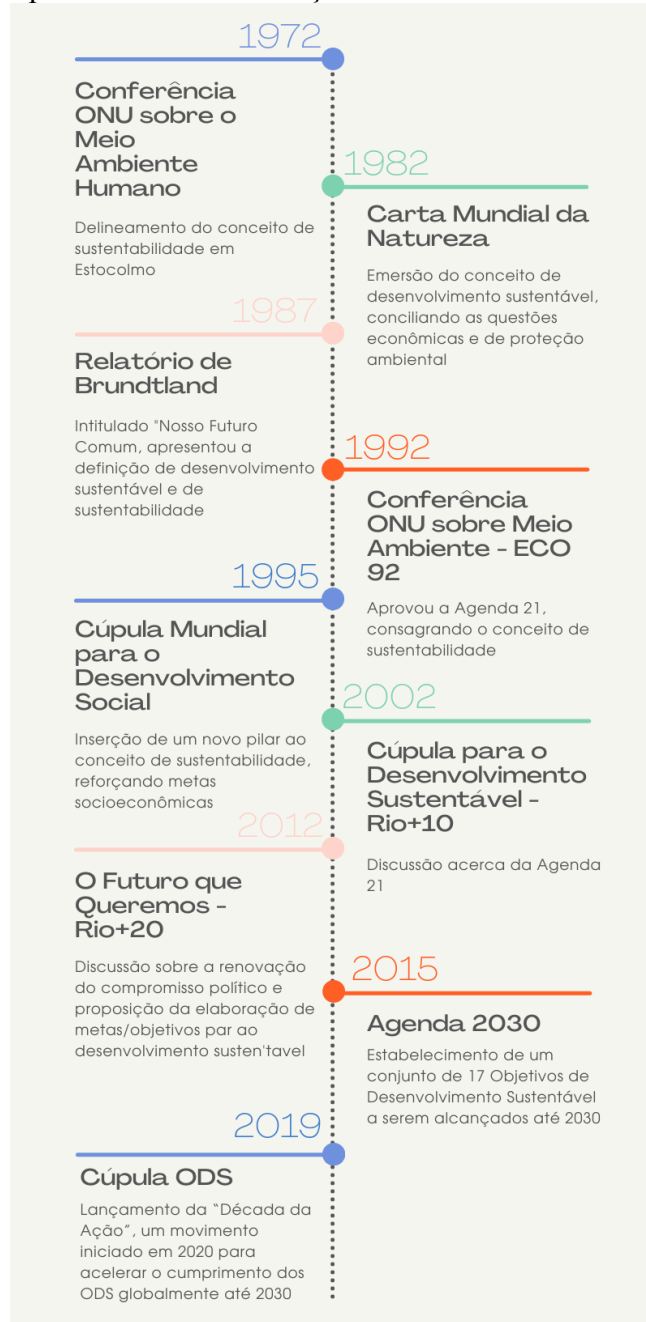 1972
Conferência
ONU sobre o
Meio
Ambiente
Humano
Delineamento do conceito de
sustentabilidade em
Estocolmo
1982
Carta Mundial da
Natureza
Emersão do conceito de
desenvolvimento sustentável,
conciliando as questões
econômicas e de proteção
ambiental
1987
Relatório de
Brundtland
Intitulado "Nosso Futuro
Comum, apresentou a
definição de desenvolvimento
sustentável e de
sustentabilidade
1992
Conferência
ONU sobre Meio
Ambiente - ECO
92
Aprovou a Agenda 21,
consagrando o conceito de
sustentabilidade
1995
Cúpula Mundial
para o
Desenvolvimento
Social
Inserção de um novo pilar ao
conceito de sustentabilidade,
reforçando metas
socioeconômicas
2002
Cúpula para o
Desenvolvimento
Sustentável -
Rio+10
Discussão acerca da Agenda
21
2012
O Futuro que
Queremos -
Rio+20
Discussão sobre a renovação
do compromisso político e
proposição da elaboração de
metas/objetivos par ao
desenvolvimento susten'tavel
2015
Agenda 2030
Estabelecimento de um
conjunto de 17 Objetivos de
Desenvolvimento Sustentável
a serem alcançados até 2030
2019
Cúpula ODS
Lançamento da "Década da
Ação", um movimento
iniciado em 2020 para
acelerar o cumprimento dos
ODS globalmente até 2030